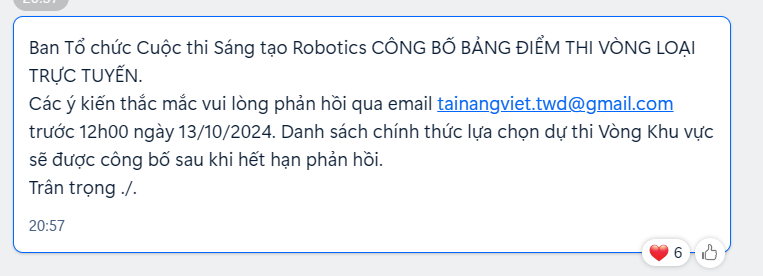 Ban Tổ chức Cuộc thi Sáng tạo Robotics CÔNG BỐ BẢNG ĐIỂM THI VÒNG LOẠI
TRỰC TUYẾN.
Các ý kiến thắc mắc vui lòng phản hồi qua email tainangviet.twd@gmail.com
trước 12h00 ngày 13/10/2024. Danh sách chính thức lựa chọn dự thi Vòng Khu vực
sẽ được công bố sau khi hết hạn phản hồi.
Trân trọng ./.
20:57
6